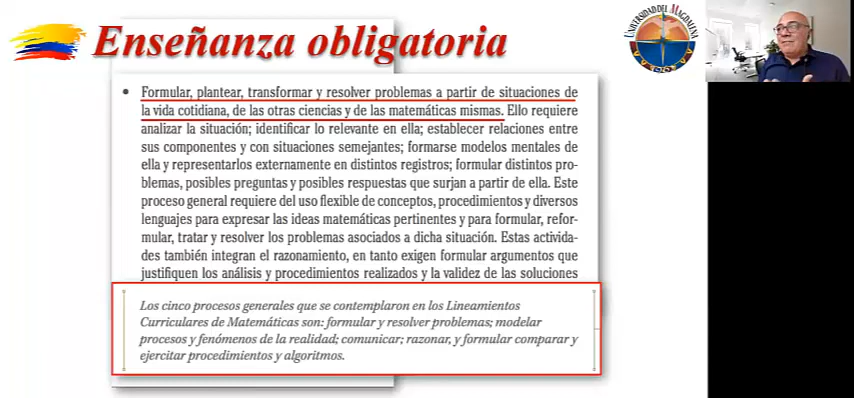 Enseñanza obligatoria
UNIVERSIDAD DEL MAGDALENA
• Formular, plantear, transformar y resolver problemas a partir de situaciones de
la vida cotidiana, de las otras ciencias y de las matemáticas mismas. Ello requiere
analizar la situación; identificar lo relevante en ella; establecer relaciones entre
sus componentes y con situaciones semejantes; formarse modelos mentales de
ella y representarlos externamente en distintos registros; formular distintos pro-
blemas, posibles preguntas y posibles respuestas que surjan a partir de ella. Este
proceso general requiere del uso flexible de conceptos, procedimientos y diversos
lenguajes para expresar las ideas matemáticas pertinentes y para formular, refor-
mular, tratar y resolver los problemas asociados a dicha situación. Estas activida-
des también integran el razonamiento, en tanto exigen formular argumentos que
justifiquen los análisis y procedimientos realizados y la validez de las soluciones
Los cinco procesos generales que se contemplaron en los Lineamientos
Curriculares de Matemáticas son: formular y resolver problemas; modelar
procesos y fenómenos de la realidad; comunicar; razonar, y formular comparar y
ejercitar procedimientos y algoritmos.